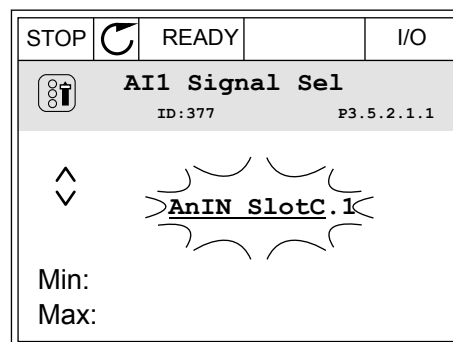 STOP READY I/O
AI1 Signal Sel
ID:377 P3.5.2.1.1
AnIN SlotC.1
Min:
Max: